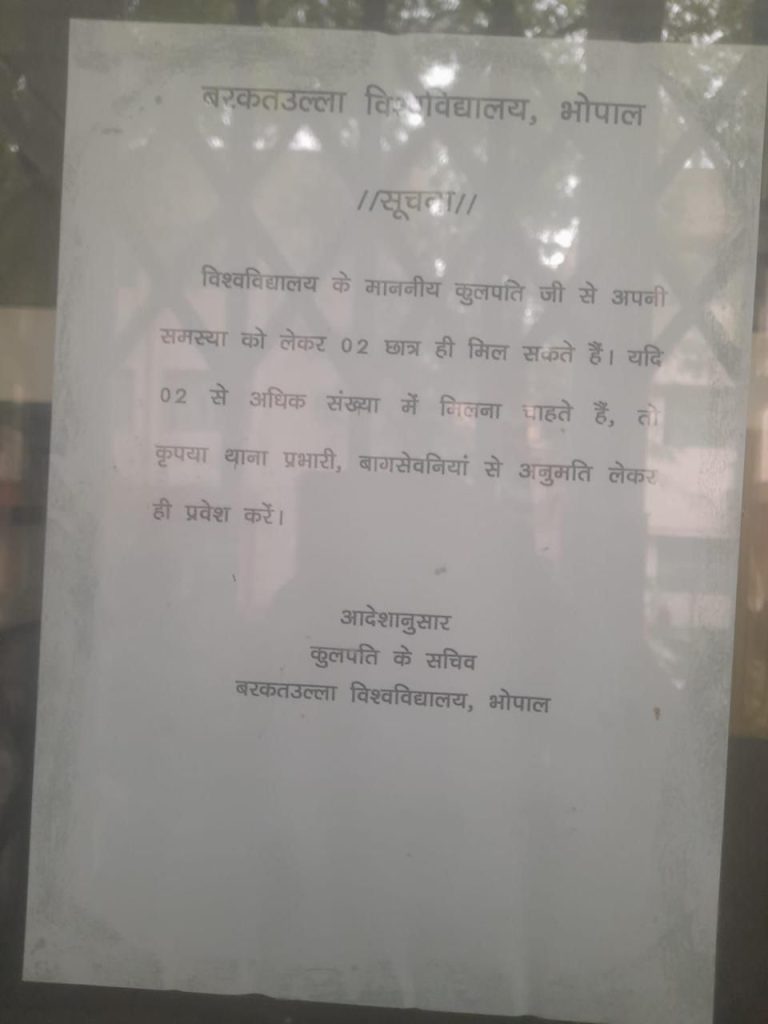 बरकतउल्ला विश्वविद्यालय, भोपाल
//सूचना//
विश्वविद्यालय के माननीय कुलपति जी से अपनी
समस्या को लेकर 02 छात्र ही मिल सकते हैं। यदि
02 से अधिक संख्या में मिलना चाहते हैं, तो
कृपया थाना प्रभारी, बागसेवनियां से अनुमति लेकर
ही प्रवेश करें।
आदेशानुसार
कुलपति के सचिव
बरकतउल्ला विश्वविद्यालय, भोपाल